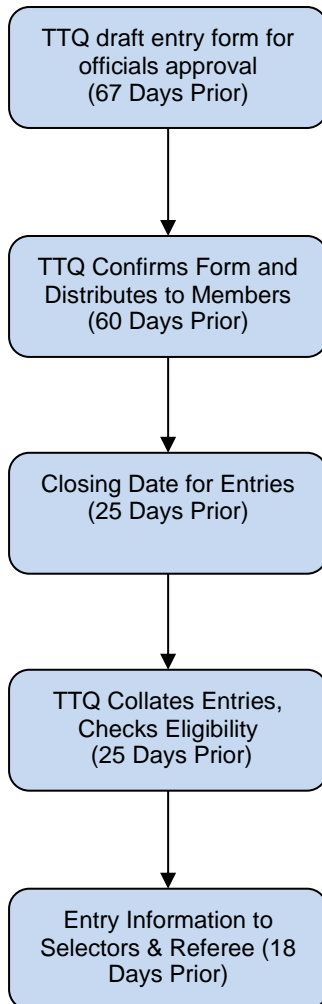 TTQ draft entry form for
officials approval
(67 Days Prior)
TTQ Confirms Form and
Distributes to Members
(60 Days Prior)
Closing Date for Entries
(25 Days Prior)
TTQ Collates Entries,
Checks Eligibility
(25 Days Prior)
Entry Information to
Selectors & Referee (18
Days Prior)